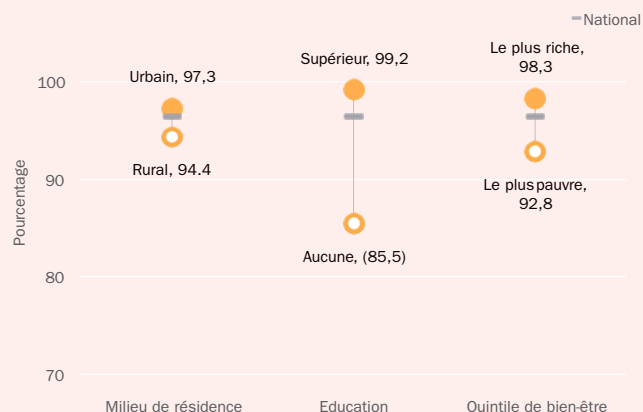 National
Le plus riche,
98,3
Supérieur, 99,2
Urbain, 97,3
100
Rural, 94.4
90
Le plus pauvre,
92,8
Aucune, (85,5)
Pourcentage
80
70
Milieu de résidence
Education
Quintile de bien-être